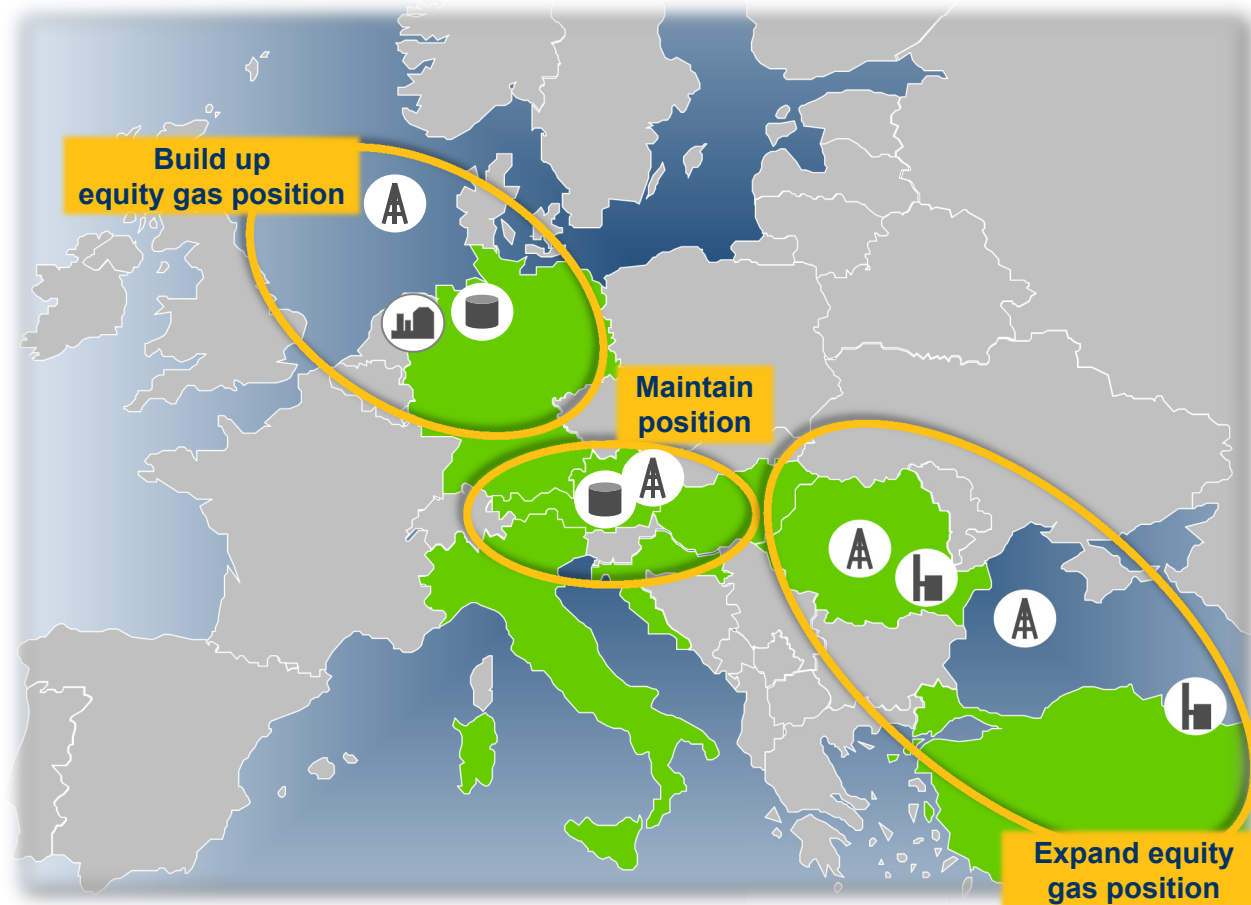 Build up
equity gas position
Maintain
position
Expand equity
gas position